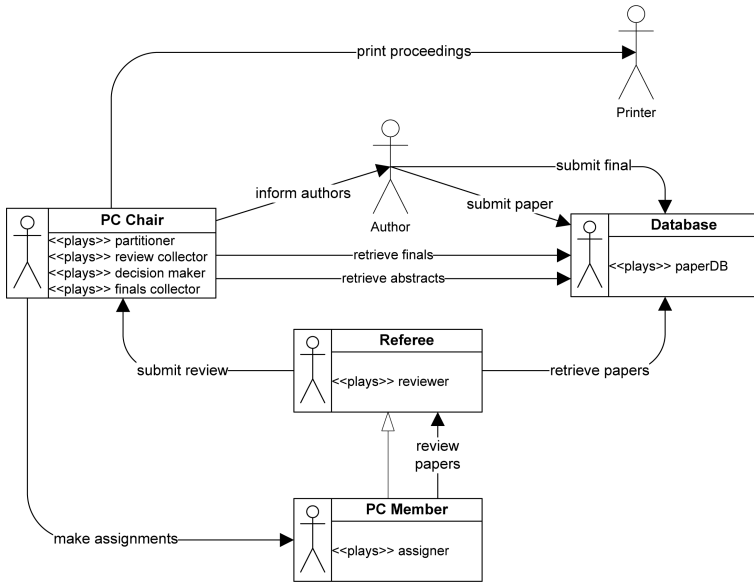 print proceedings
Printer
submit final
inform authors
submit paper
Author
PC Chair
<<plays>> partitioner
<<plays>> review collector
<<plays>> decision maker
<<plays>> finals collector
Database
<<plays>> paperDB
retrieve finals
retrieve abstracts
Referee
<<plays>> reviewer
submit review
retrieve papers
review
papers
PC Member
<<plays>> assigner
make assignments